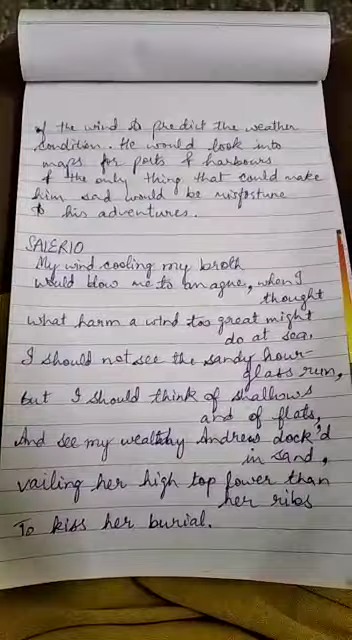 of the wind to predict the weather
condition. He would look into
maps for ports & harbours
& the only thing that could make
him sad would be misfortune
to his adventures.
SALERIO
My wind cooling my broth
would blow me to an ague, when I
thought
what harm a wind too great might
do at sea.
I should not see the sandy hour-
glass run,
but I should think of shallows
and of flats,
And see my wealthy Andrew dock'd
in sand,
vailing her high top lower than
her ribs
To kiss her burial.